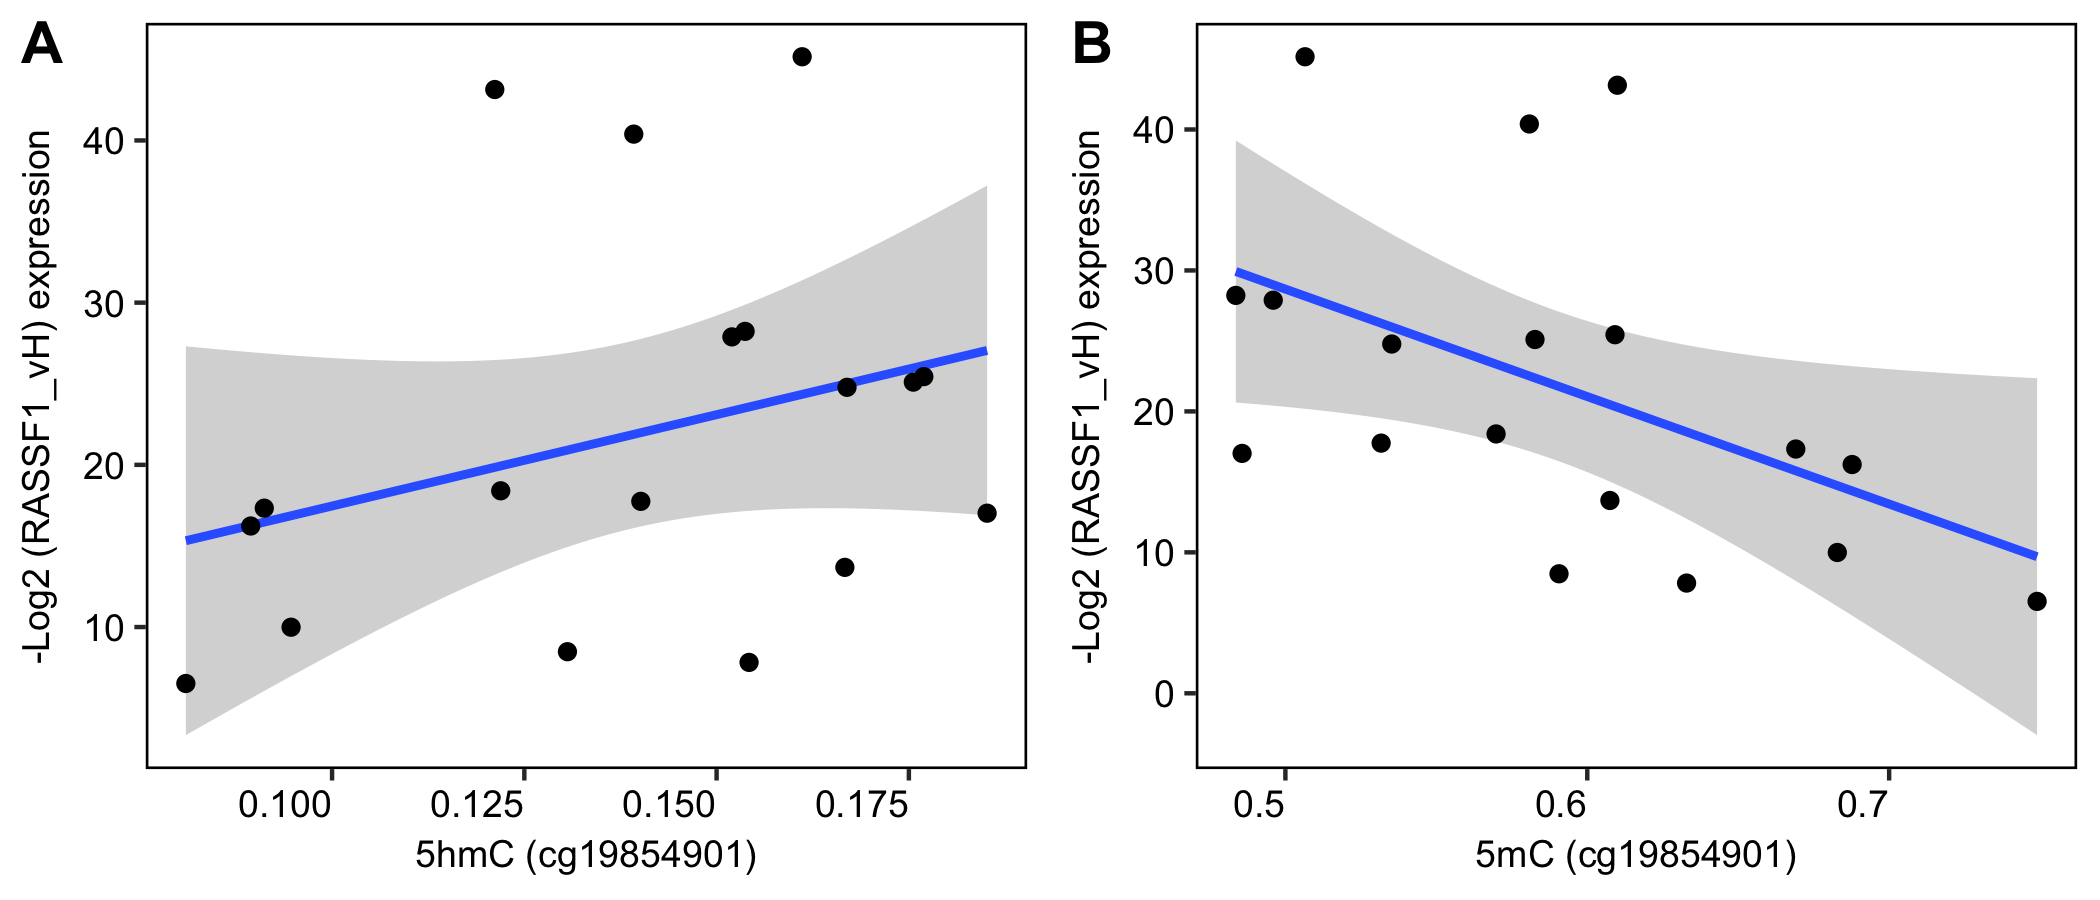 A
-Log2 (RASSF1_vH) expression
40
30
20
10
0.100 0.125 0.150 0.175
5hmC (cg19854901)
B
-Log2 (RASSF1_vH) expression
40
30
20
10
0
0.5 0.6 0.7
5mC (cg19854901)